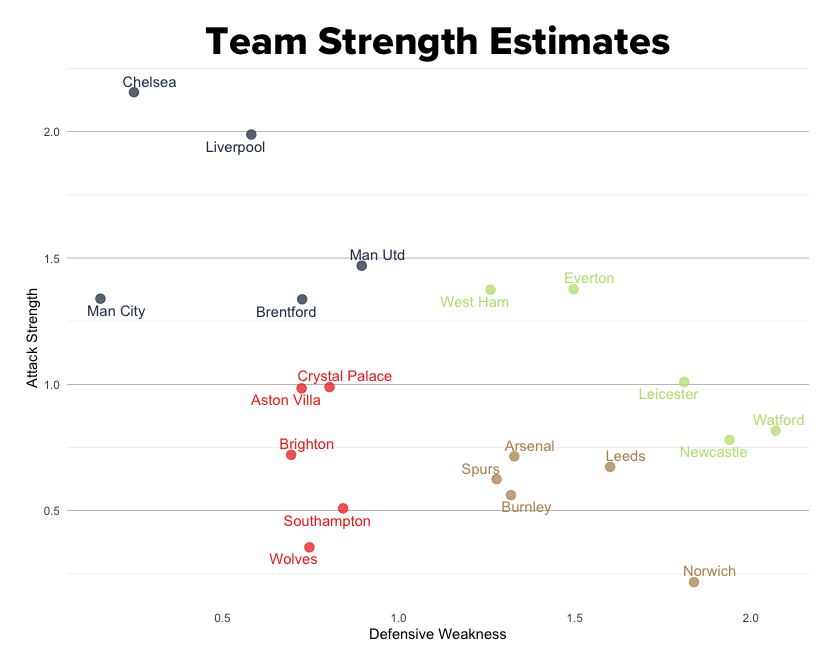 Team Strength Estimates
Chelsea
2.0
Liverpool
Man Utd
1.5
Everton
West Ham
Man City
Brentford
Attack Strength
Crystal Palace
1.0
Leicester
Aston Villa
Watford
Brighton
Arsenal
Newcastle
Leeds
Spurs
Burnley
0.5
Southampton
Wolves
Norwich
0.5
1.0
1.5
2.0
Defensive Weakness